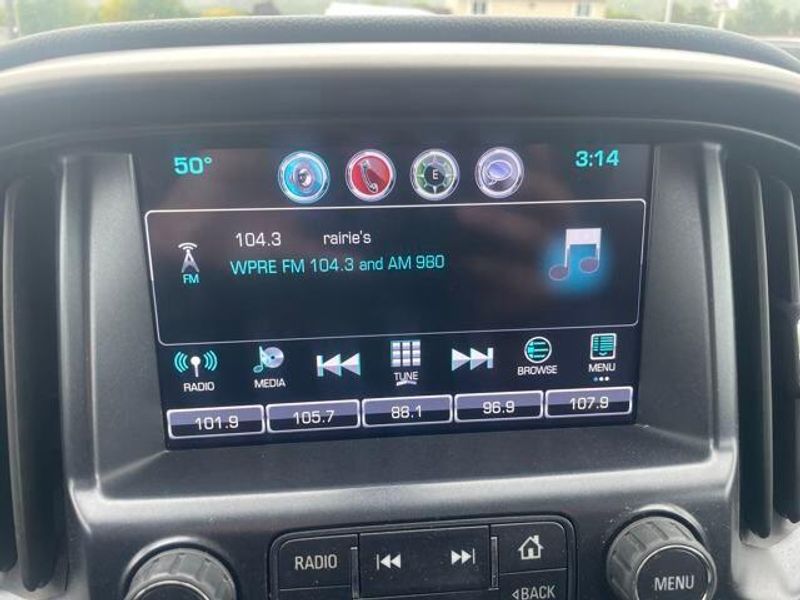 50° 3:14
E
104.3 rairie's
WPRE FM 104.3 and AM 980
FM
RADIO MEDIA TUNE BROWSE MENU
101.9 105.7 88.1 96.9 107.9
RADIO
BACK
MENU